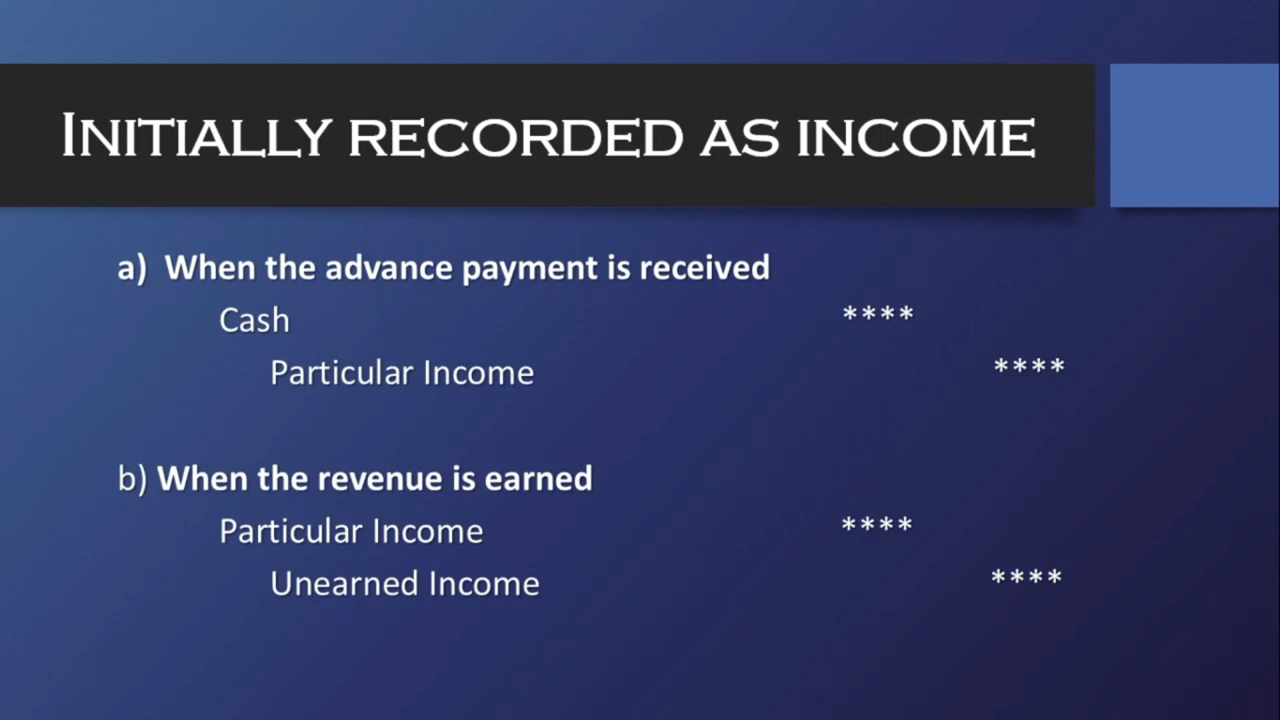 INITIALLY RECORDED AS INCOME
a) When the advance payment is received
Cash ****
Particular Income ****
b) When the revenue is earned
Particular Income ****
Unearned Income ****